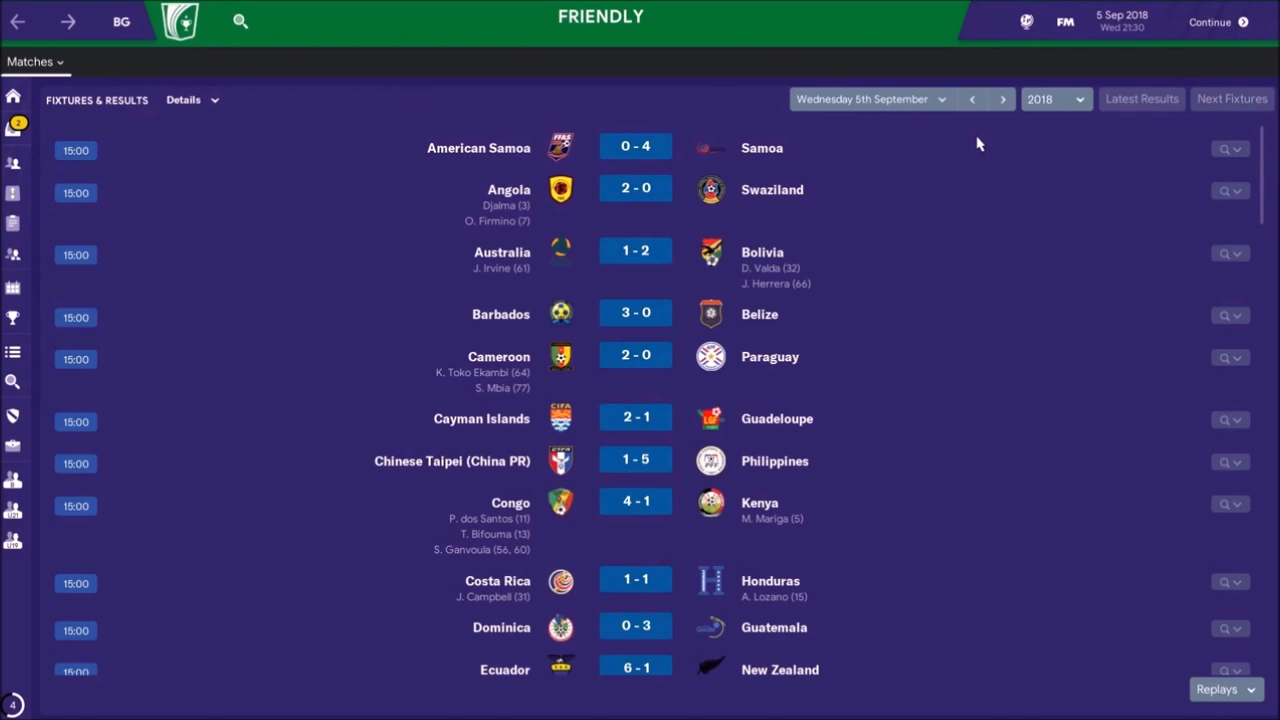 BG
FRIENDLY
FM
5 Sep 2018
Wed 21:30
Continue
Matches
FIXTURES & RESULTS
Details
Wednesday 5th September
2018
Latest Results
Next Fixtures
2
15:00 American Samoa 0 - 4 Samoa
15:00 Angola 2 - 0 Swaziland
Djalma (3)
O. Firmino (7)
15:00 Australia 1 - 2 Bolivia
J. Irvine (61) D. Valda (32)
J. Herrera (66)
15:00 Barbados 3 - 0 Belize
15:00 Cameroon 2 - 0 Paraguay
K. Toko Ekambi (64)
S. Mbia (77)
15:00 Cayman Islands 2 - 1 Guadeloupe
15:00 Chinese Taipei (China PR) 1 - 5 Philippines
15:00 Congo 4 - 1 Kenya
P. dos Santos (11) M. Mariga (5)
T. Bifouma (13)
S. Ganvoula (56, 60)
15:00 Costa Rica 1 - 1 Honduras
J. Campbell (31) A. Lozano (15)
15:00 Dominica 0 - 3 Guatemala
15:00 Ecuador 6 - 1 New Zealand
B
U21
U19
Replays
4